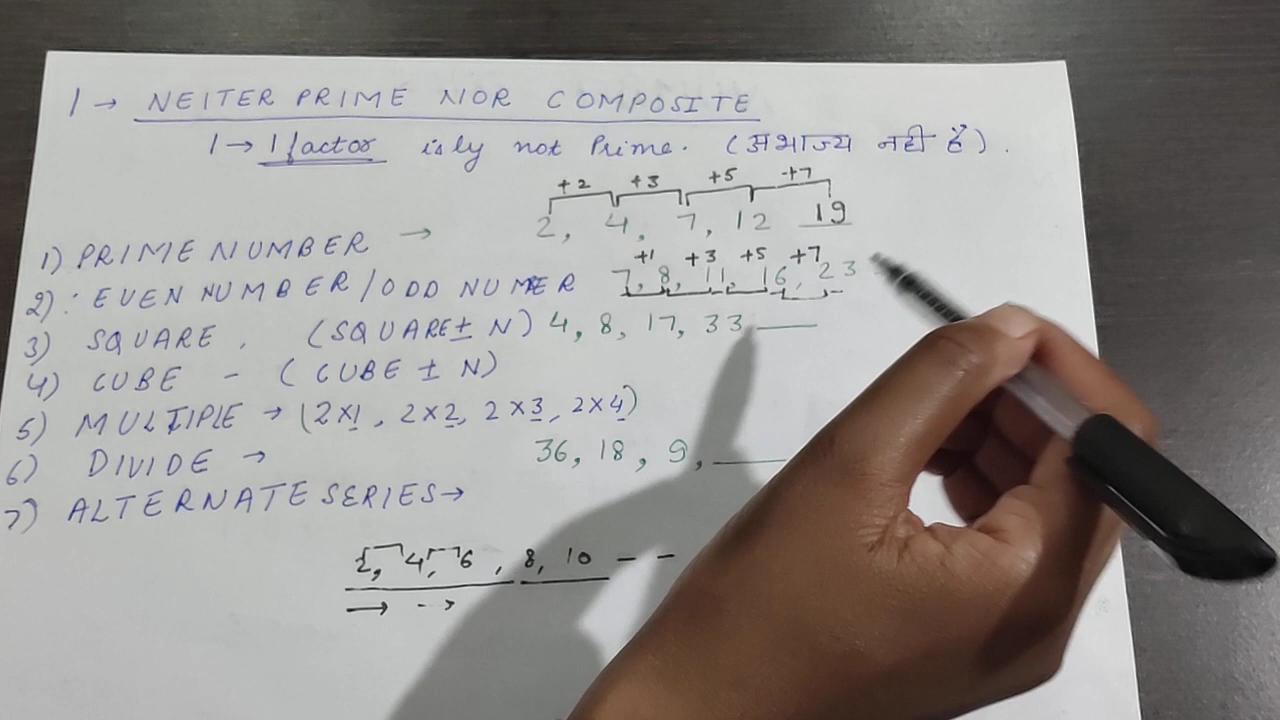 1 → NEITER PRIME NOR COMPOSITE
1 → 1 factor is ly not Prime. (अभाज्य नही है).
+2 +3 +5 +7
1) PRIME NUMBER → 2, 4, 7, 12 19
+1 +3 +5 +7
2): EVEN NUMBER / ODD NUMER 7, 8, 11, 16, 23
3) SQUARE. (SQUARE ± N) 4, 8, 17, 33
4) CUBE - (CUBE ± N)
5) MULTIPLE → (2×1, 2×2, 2×3, 2×4)
6) DIVIDE → 36, 18, 9,
7) ALTERNATE SERIES →
2, 4, 6, 8, 10 - -